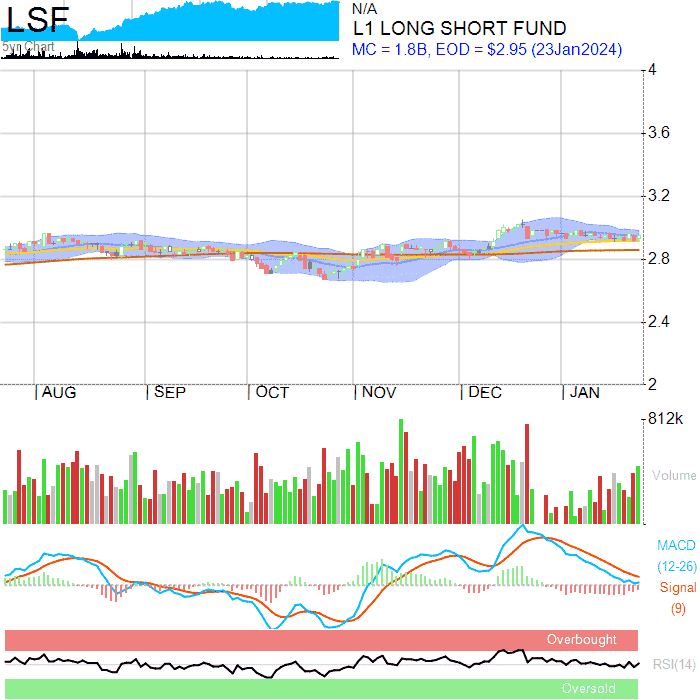 LSF
5yr Chart
N/A
L1 LONG SHORT FUND
MC = 1.8B, EOD = $2.95 (23Jan2024)
4
3.6
3.2
2.8
2.4
2
AUG SEP OCT NOV DEC JAN
812k
Volume
MACD
(12-26)
Signal
(9)
Overbought
RSI(14)
Oversold